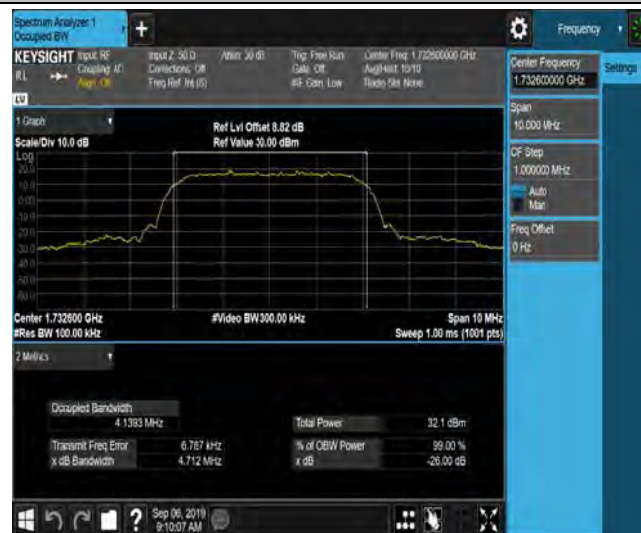 Spectrum Analyzer 1
Occupied BW
Frequency
KEYSIGHT
Input: RF
Coupling: AC
Align: Off
RL
Input Z: 50 Ω
Corrections: Off
Freq Ref: Int (S)
Atten: 30 dB
Trig: Free Run
Gate: Off
#IF Gain: Low
Center Freq: 1.732600000 GHz
Avg|Hold: 10/10
Radio Std: None
Center Frequency
1.732600000 GHz
Settings
Span
10.000 MHz
CF Step
1.000000 MHz
Auto
Man
Freq Offset
0 Hz
1 Graph
Scale/Div 10.0 dB
Ref Lvl Offset 8.82 dB
Ref Value 30.00 dBm
Log
20.0
10.0
0.00
-10.0
-20.0
-30.0
-40.0
-50.0
-60.0
Center 1.732600 GHz
#Res BW 100.00 kHz
#Video BW 300.00 kHz
Span 10 MHz
Sweep 1.00 ms (1001 pts)
2 Metrics
Occupied Bandwidth
4.1393 MHz
Total Power
32.1 dBm
Transmit Freq Error
6.767 kHz
% of OBW Power
99.00 %
x dB Bandwidth
4.712 MHz
x dB
-26.00 dB
?
Sep 06, 2019
9:10:07 AM